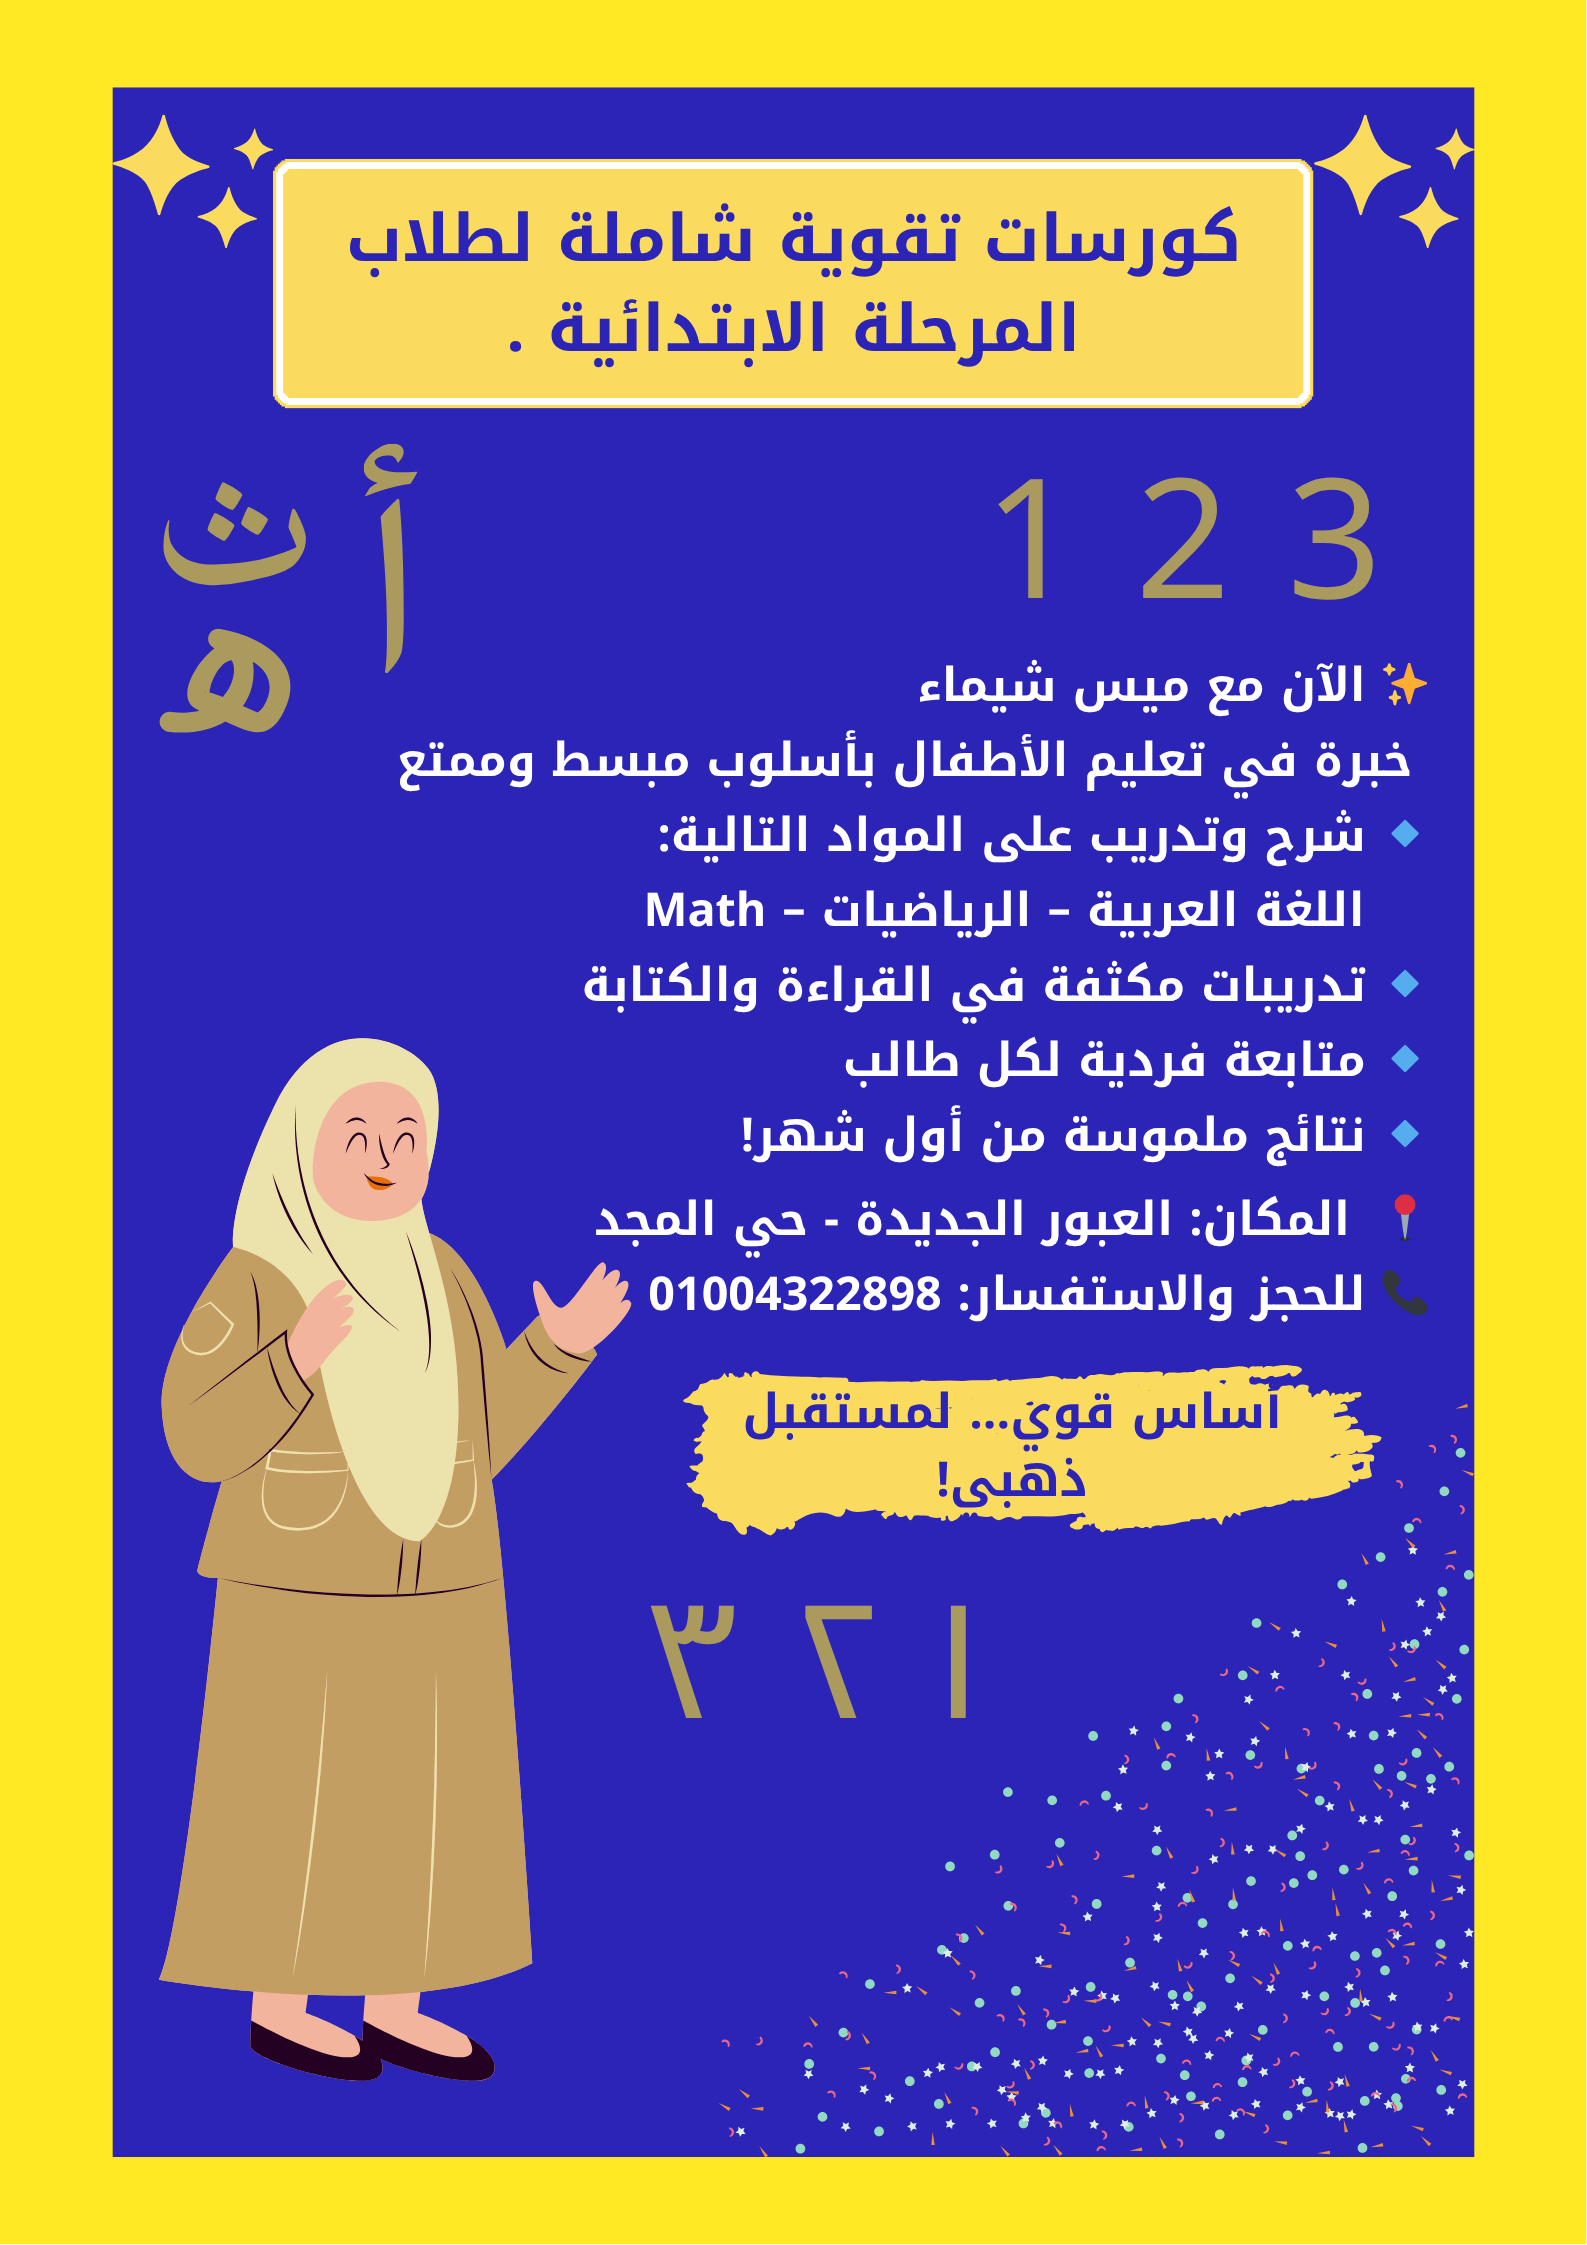 كورسات تقوية شاملة لطلاب
المرحلة الابتدائية .
أ
ث
ه
1 2 3
✨ الآن مع ميس شيماء
خبرة في تعليم الأطفال بأسلوب مبسط وممتع
🔹 شرح وتدريب على المواد التالية:
اللغة العربية – الرياضيات – Math
🔹 تدريبات مكثفة في القراءة والكتابة
🔹 متابعة فردية لكل طالب
🔹 نتائج ملموسة من أول شهر!
📍 المكان: العبور الجديدة - حي المجد
📞 للحجز والاستفسار: 01004322898
أساس قوي... لمستقبل
ذهبي!
١ ٢ ٣